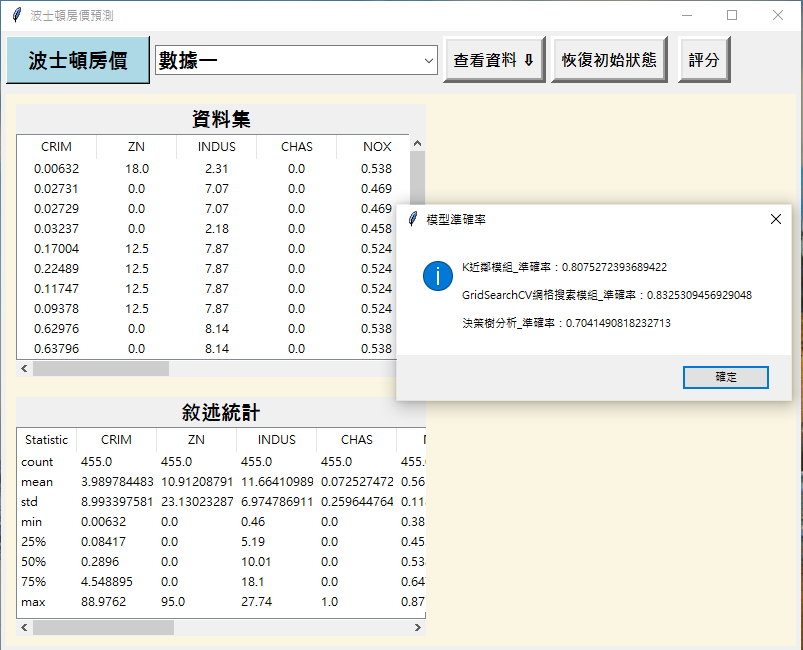 波士頓房價預測
波士頓房價 數據一 查看資料 ⇩ 恢復初始狀態 評分
資料集
CRIM ZN INDUS CHAS NOX
0.00632 18.0 2.31 0.0 0.538
0.02731 0.0 7.07 0.0 0.469
0.02729 0.0 7.07 0.0 0.469
0.03237 0.0 2.18 0.0 0.458
0.17004 12.5 7.87 0.0 0.524
0.22489 12.5 7.87 0.0 0.524
0.11747 12.5 7.87 0.0 0.524
0.09378 12.5 7.87 0.0 0.524
0.62976 0.0 8.14 0.0 0.538
0.63796 0.0 8.14 0.0 0.538
模型準確率
K近鄰模組_準確率：0.8075272393689422
GridSearchCV網格搜索模組_準確率：0.8325309456929048
決策樹分析_準確率：0.7041490818232713
確定
敘述統計
Statistic CRIM ZN INDUS CHAS
count 455.0 455.0 455.0 455.0 455.
mean 3.989784483 10.91208791 11.66410989 0.072527472 0.56
std 8.993397581 23.13023287 6.974786911 0.259644764 0.11
min 0.00632 0.0 0.46 0.0 0.38
25% 0.08417 0.0 5.19 0.0 0.45
50% 0.2896 0.0 10.01 0.0 0.53
75% 4.548895 0.0 18.1 0.0 0.64
max 88.9762 95.0 27.74 1.0 0.87